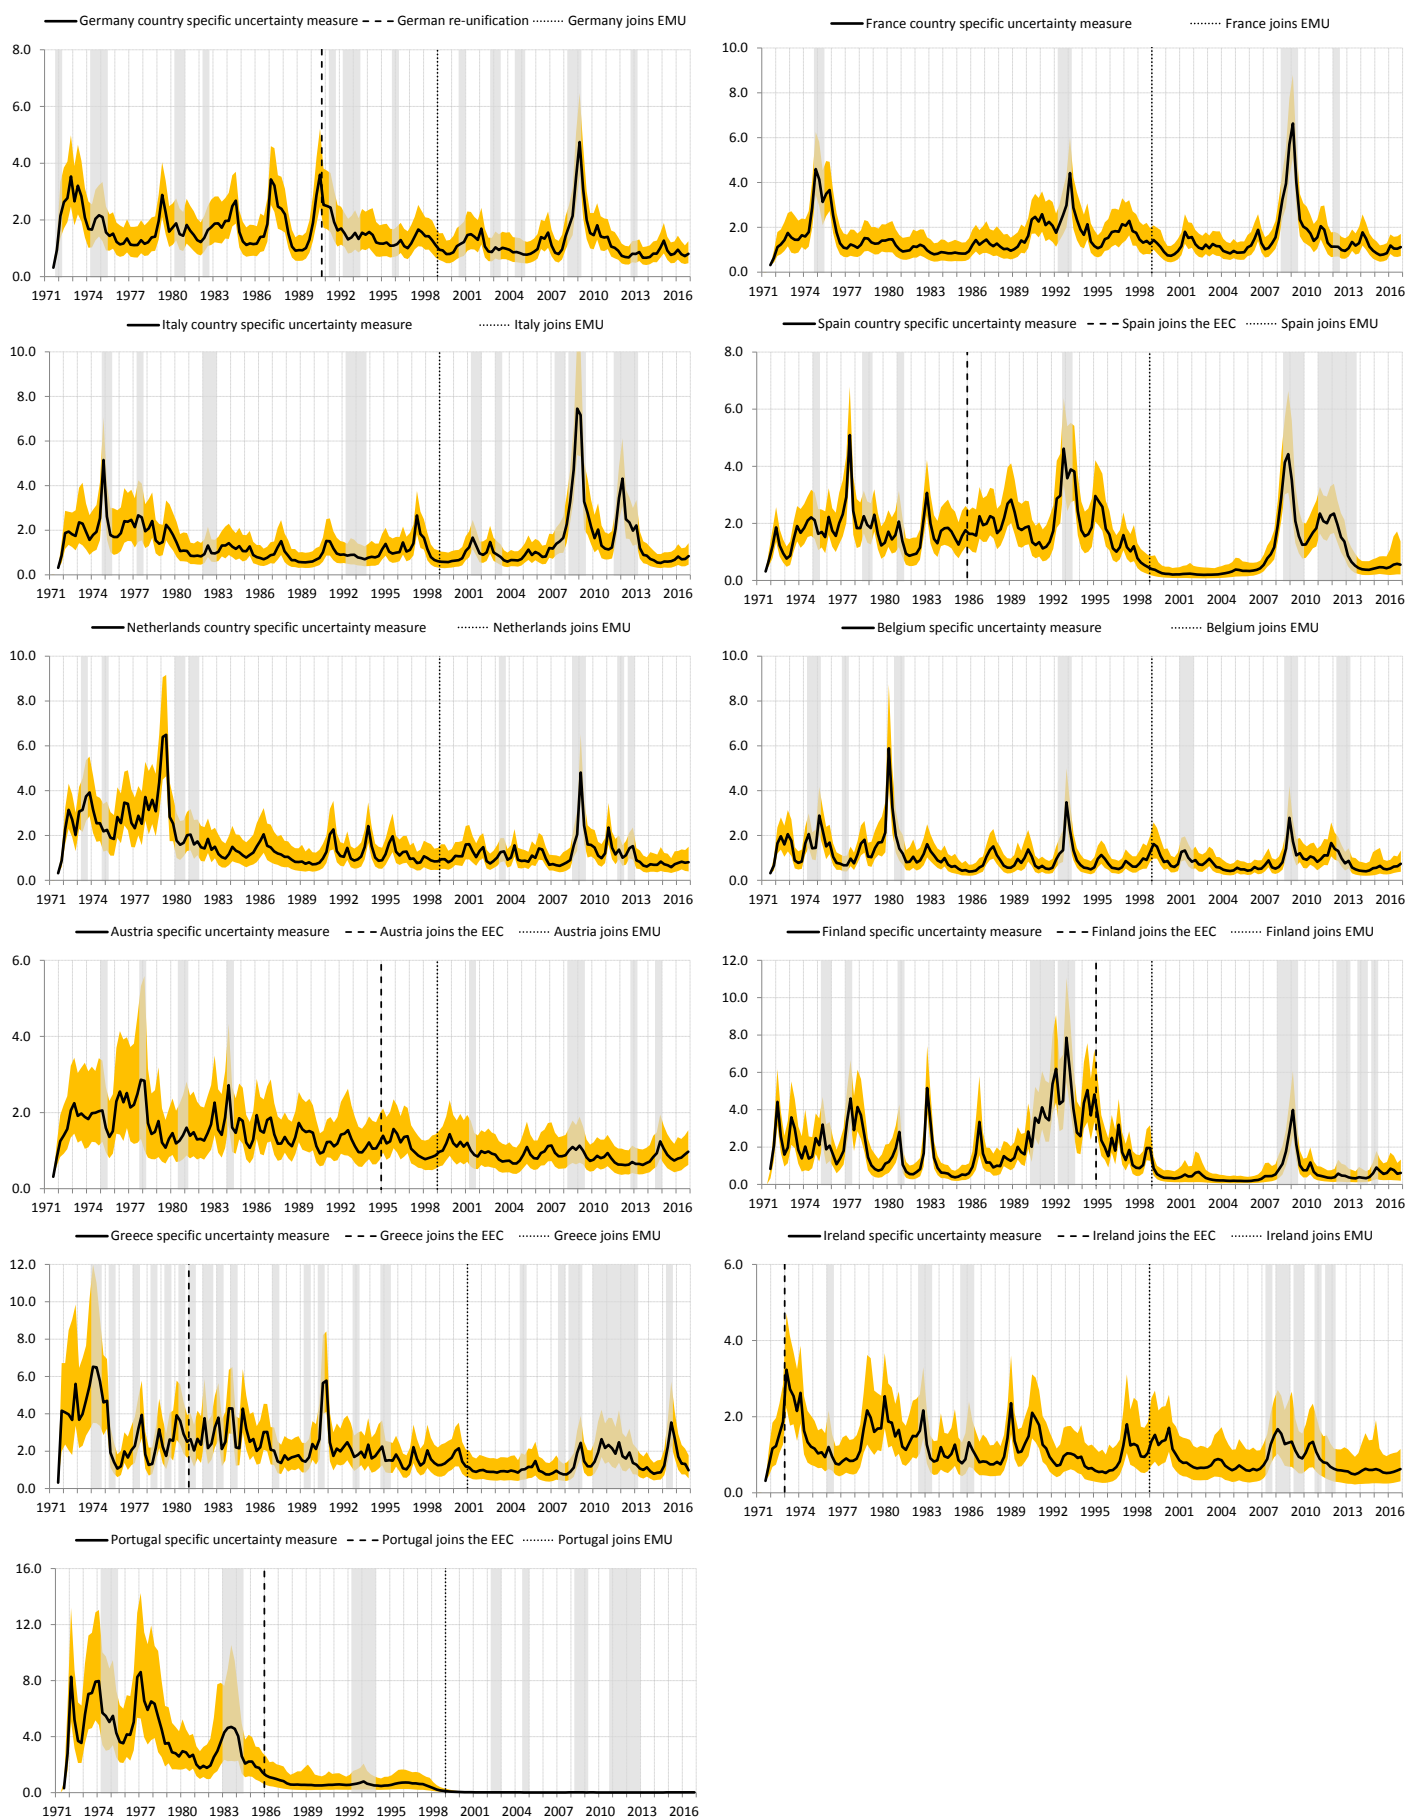 Germany country specific uncertainty measure German re-unification Germany joins EMU
8.0
6.0
4.0
2.0
0.0
1971 1974 1977 1980 1983 1986 1989 1992 1995 1998 2001 2004 2007 2010 2013 2016
France country specific uncertainty measure France joins EMU
10.0
8.0
6.0
4.0
2.0
0.0
1971 1974 1977 1980 1983 1986 1989 1992 1995 1998 2001 2004 2007 2010 2013 2016
Italy country specific uncertainty measure Italy joins EMU
10.0
8.0
6.0
4.0
2.0
0.0
1971 1974 1977 1980 1983 1986 1989 1992 1995 1998 2001 2004 2007 2010 2013 2016
Spain country specific uncertainty measure Spain joins the EEC Spain joins EMU
8.0
6.0
4.0
2.0
0.0
1971 1974 1977 1980 1983 1986 1989 1992 1995 1998 2001 2004 2007 2010 2013 2016
Netherlands country specific uncertainty measure Netherlands joins EMU
10.0
8.0
6.0
4.0
2.0
0.0
1971 1974 1977 1980 1983 1986 1989 1992 1995 1998 2001 2004 2007 2010 2013 2016
Belgium specific uncertainty measure Belgium joins EMU
10.0
8.0
6.0
4.0
2.0
0.0
1971 1974 1977 1980 1983 1986 1989 1992 1995 1998 2001 2004 2007 2010 2013 2016
Austria specific uncertainty measure Austria joins the EEC Austria joins EMU
6.0
4.0
2.0
0.0
1971 1974 1977 1980 1983 1986 1989 1992 1995 1998 2001 2004 2007 2010 2013 2016
Finland specific uncertainty measure Finland joins the EEC Finland joins EMU
12.0
10.0
8.0
6.0
4.0
2.0
0.0
1971 1974 1977 1980 1983 1986 1989 1992 1995 1998 2001 2004 2007 2010 2013 2016
Greece specific uncertainty measure Greece joins the EEC Greece joins EMU
12.0
10.0
8.0
6.0
4.0
2.0
0.0
1971 1974 1977 1980 1983 1986 1989 1992 1995 1998 2001 2004 2007 2010 2013 2016
Ireland specific uncertainty measure Ireland joins the EEC Ireland joins EMU
6.0
4.0
2.0
0.0
1971 1974 1977 1980 1983 1986 1989 1992 1995 1998 2001 2004 2007 2010 2013 2016
Portugal specific uncertainty measure Portugal joins the EEC Portugal joins EMU
16.0
12.0
8.0
4.0
0.0
1971 1974 1977 1980 1983 1986 1989 1992 1995 1998 2001 2004 2007 2010 2013 2016